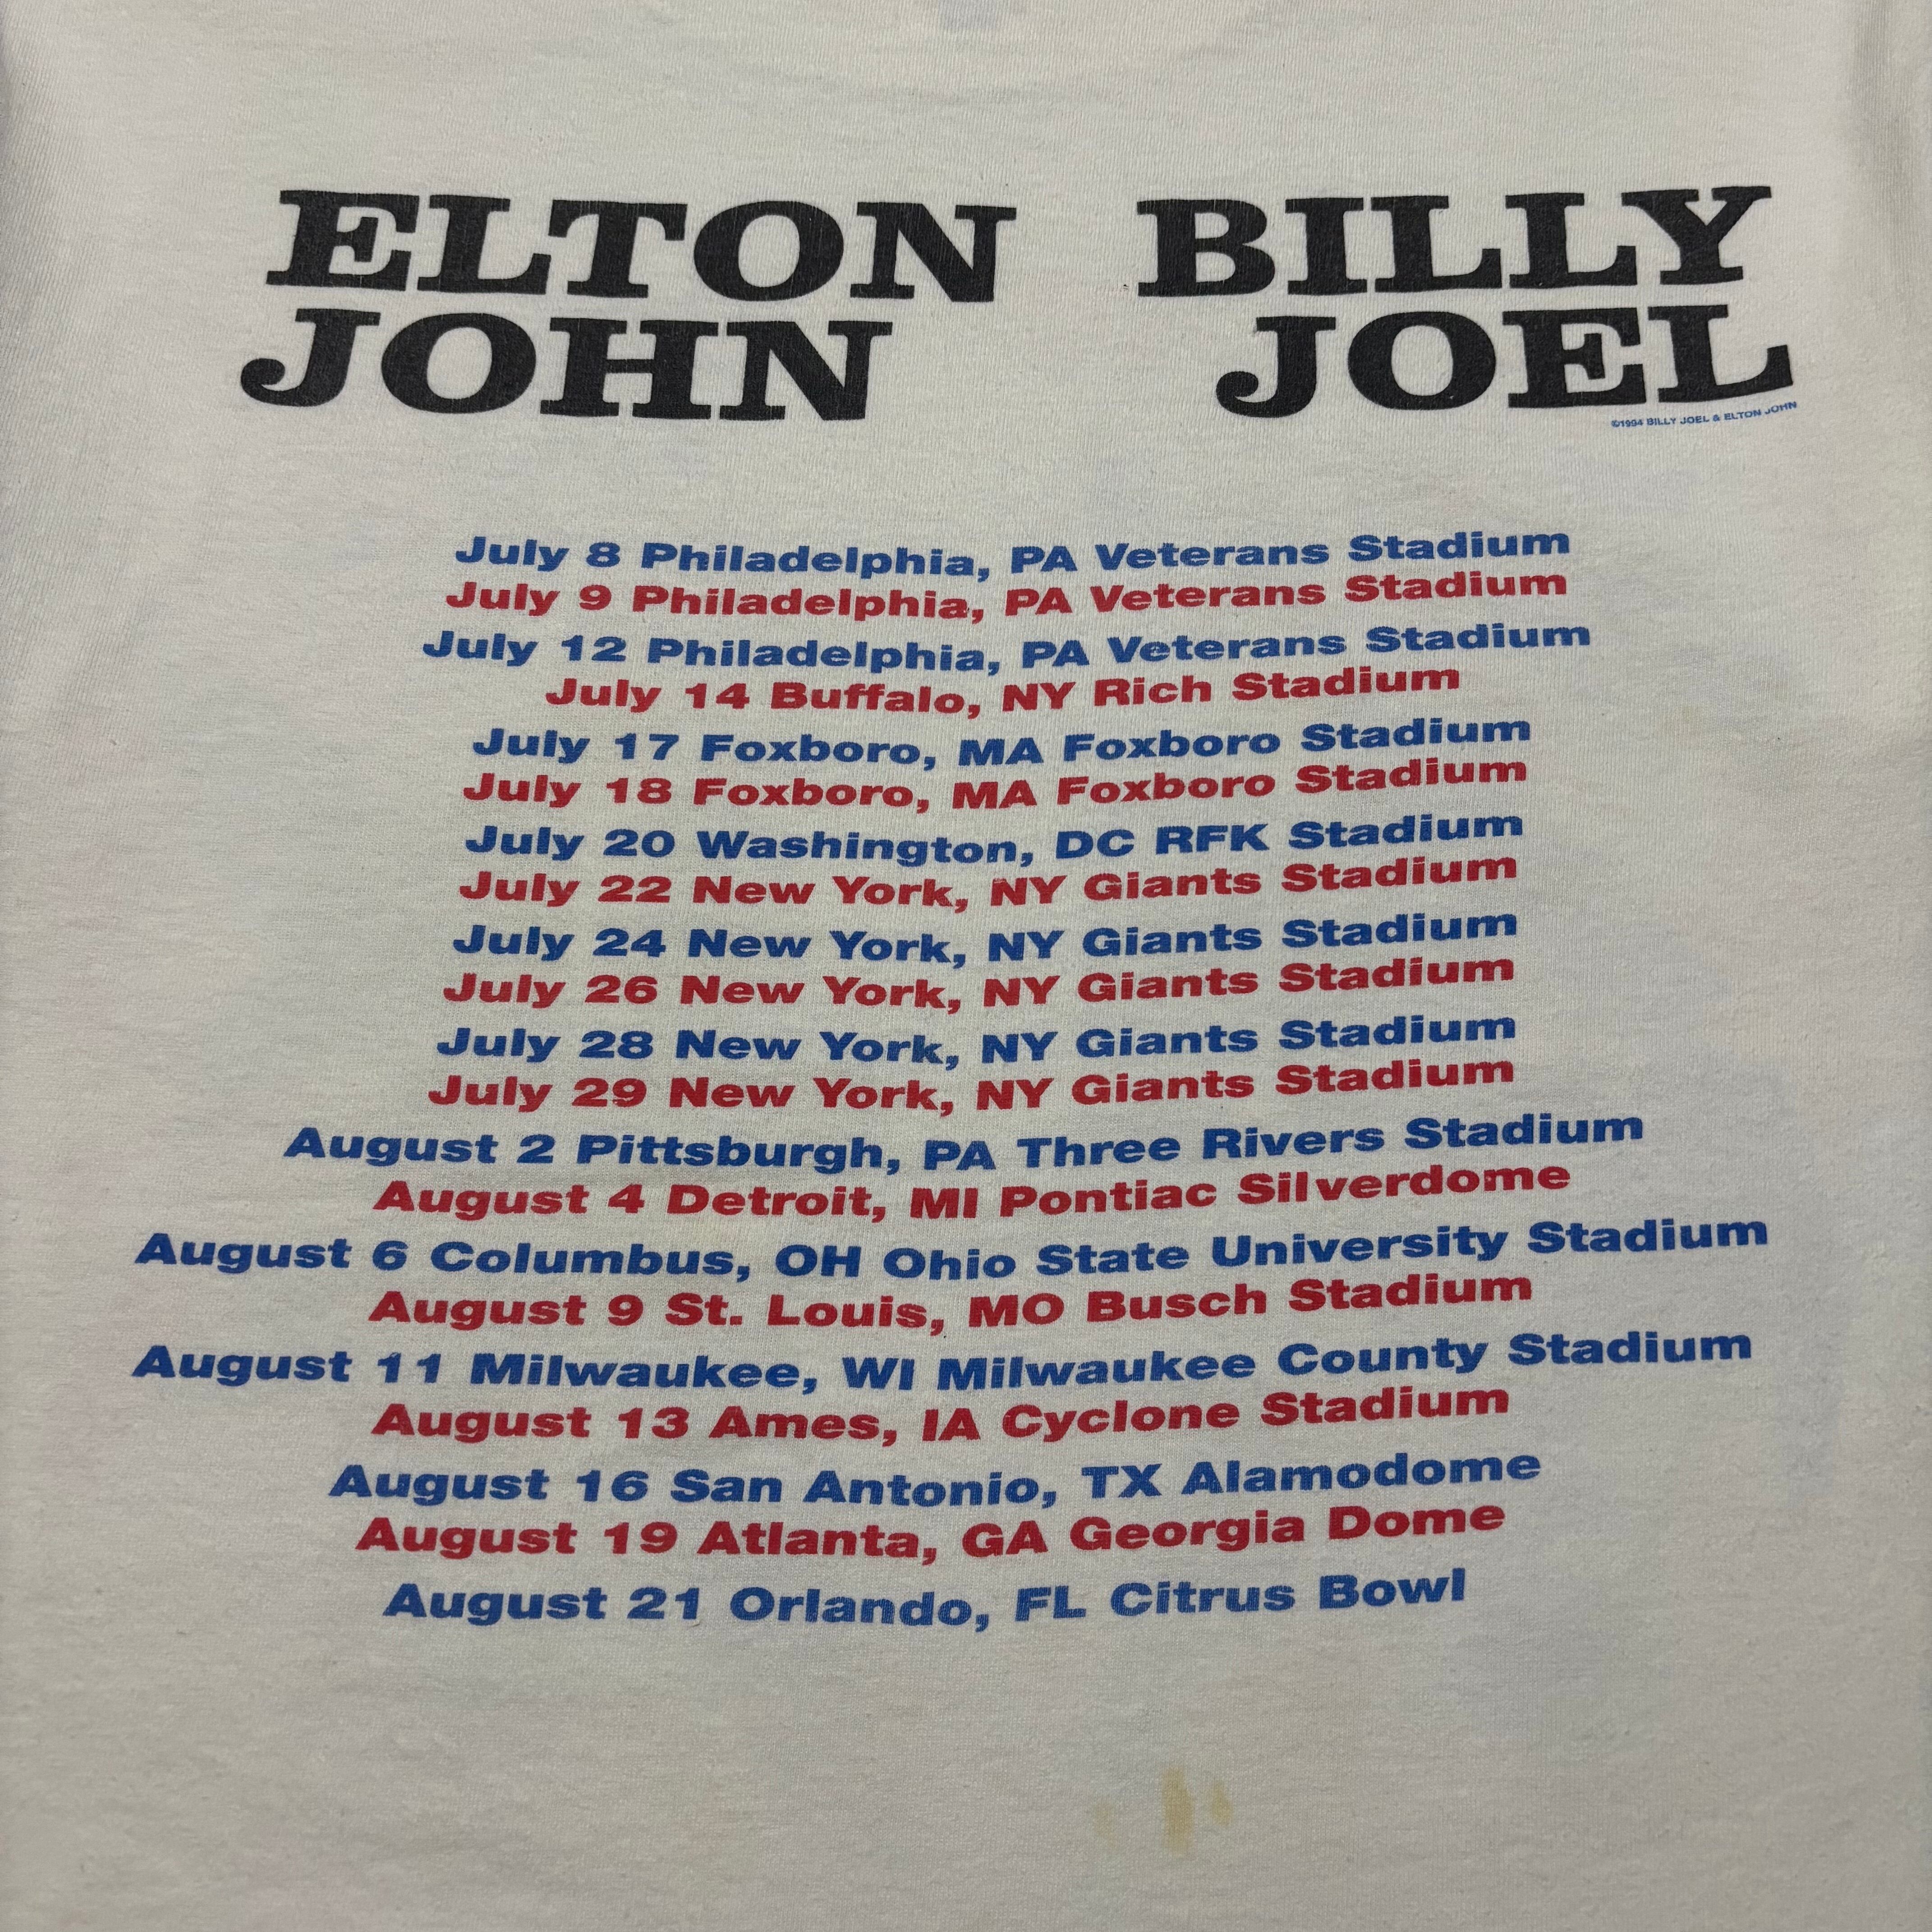 ELTON BILLY
JOHN JOEL
©1994 BILLY JOEL & ELTON JOHN
July 8 Philadelphia, PA Veterans Stadium
July 9 Philadelphia, PA Veterans Stadium
July 12 Philadelphia, PA Veterans Stadium
July 14 Buffalo, NY Rich Stadium
July 17 Foxboro, MA Foxboro Stadium
July 18 Foxboro, MA Foxboro Stadium
July 20 Washington, DC RFK Stadium
July 22 New York, NY Giants Stadium
July 24 New York, NY Giants Stadium
July 26 New York, NY Giants Stadium
July 28 New York, NY Giants Stadium
July 29 New York, NY Giants Stadium
August 2 Pittsburgh, PA Three Rivers Stadium
August 4 Detroit, MI Pontiac Silverdome
August 6 Columbus, OH Ohio State University Stadium
August 9 St. Louis, MO Busch Stadium
August 11 Milwaukee, WI Milwaukee County Stadium
August 13 Ames, IA Cyclone Stadium
August 16 San Antonio, TX Alamodome
August 19 Atlanta, GA Georgia Dome
August 21 Orlando, FL Citrus Bowl